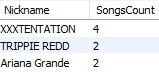 Nickname SongsCount
XXXTENTATION 4
TRIPPIE REDD 2
Ariana Grande 2